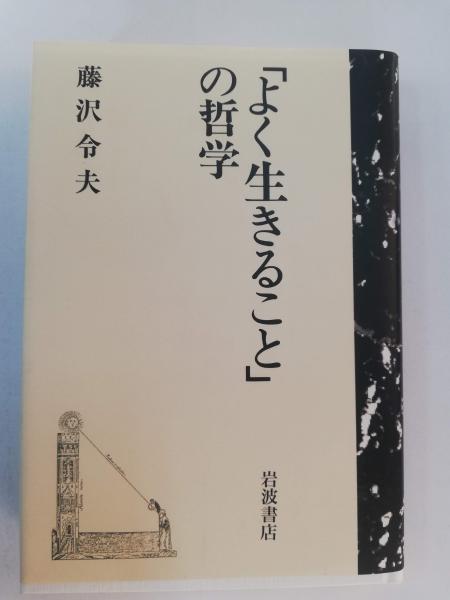 「よく生きること」
の哲学
藤沢令夫
岩波書店